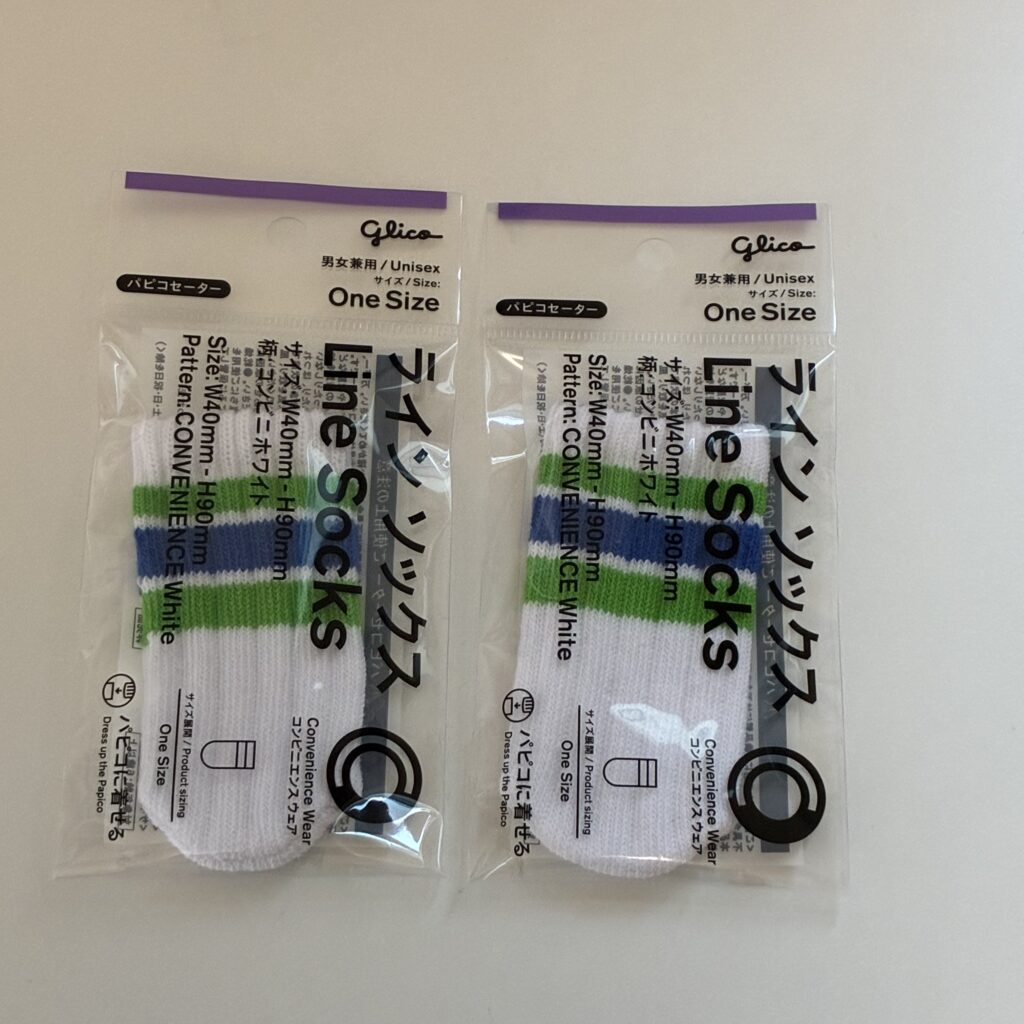 Glico
男女兼用 / Unisex
サイズ / Size:
One Size
パピコセーター
ライン ソックス
Line Socks
サイズ: W40mm - H90mm
柄: コンビニ ホワイト
Size: W40mm - H90mm
Pattern: CONVENIENCE White
Convenience Wear
コンビニエンス ウェア
サイズ展開 / Product sizing
One Size
パピコに着せる
Dress up the Papico
Glico
男女兼用 / Unisex
サイズ / Size:
One Size
パピコセーター
ライン ソックス
Line Socks
サイズ: W40mm - H90mm
柄: コンビニ ホワイト
Size: W40mm - H90mm
Pattern: CONVENIENCE White
Convenience Wear
コンビニエンス ウェア
サイズ展開 / Product sizing
One Size
パピコに着せる
Dress up the Papico